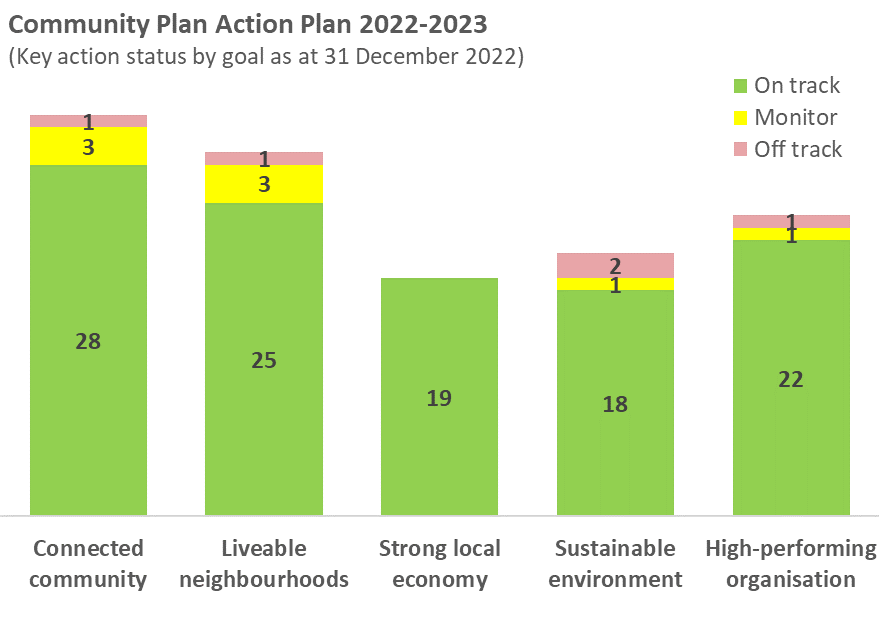 Community Plan Action Plan 2022-2023
(Key action status by goal as at 31 December 2022)
On track
Monitor
Off track
1
3
28
1
3
25
19
2
1
18
1
1
22
Connected
community
Liveable
neighbourhoods
Strong local
economy
Sustainable
environment
High-performing
organisation